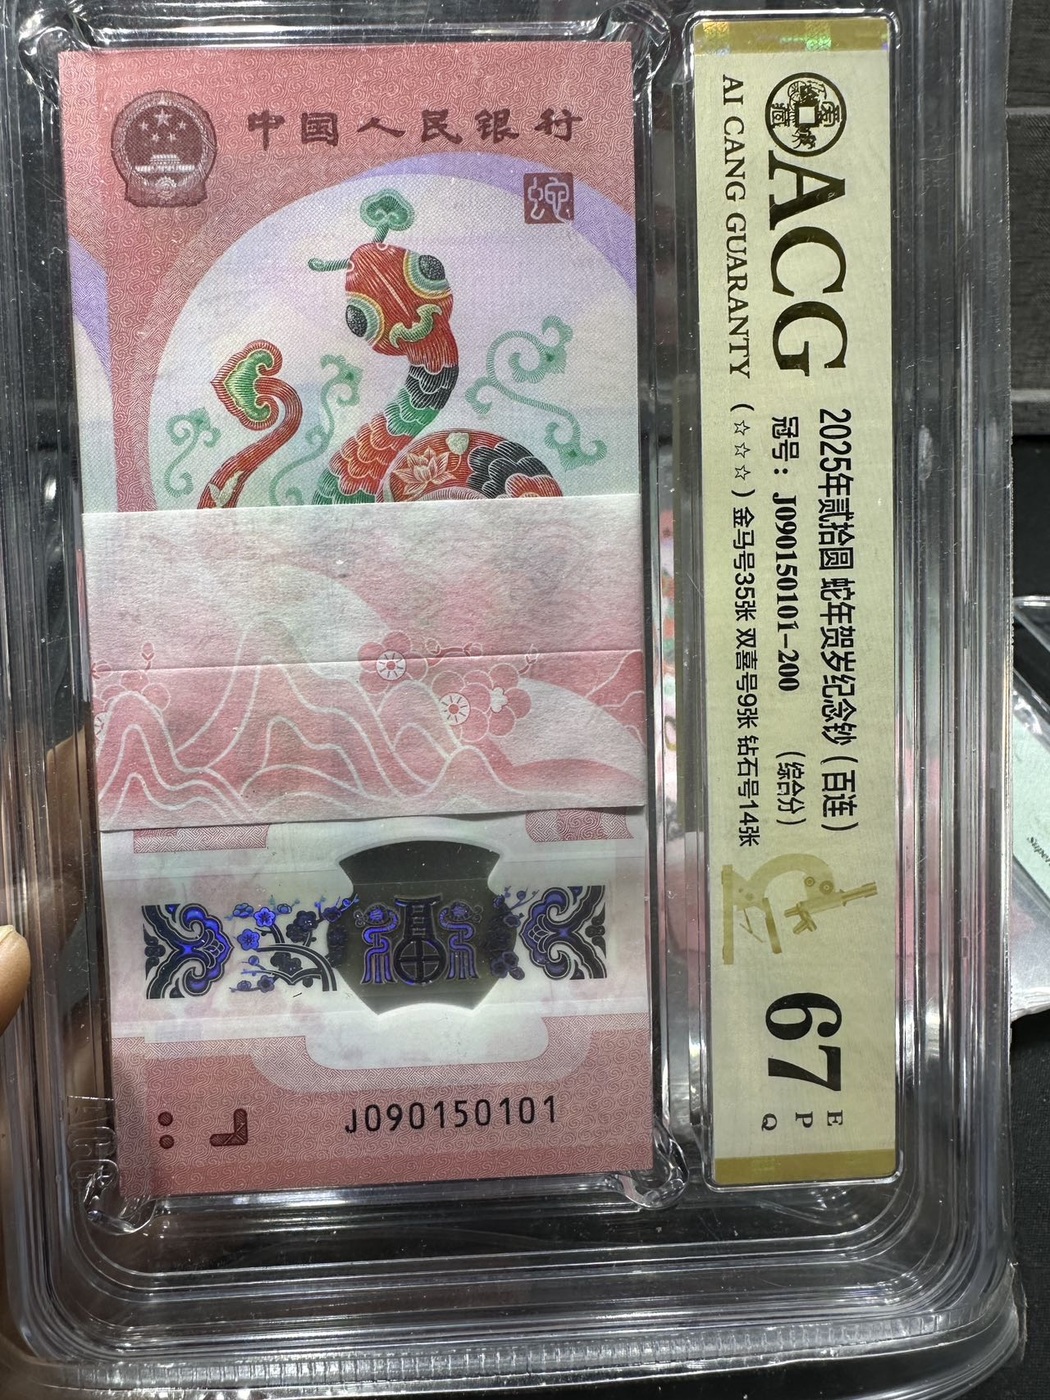 中国人民银行
蛇
J090150101
ACG
AI CANG GUARANTY
2025年贰拾圆 蛇年贺岁纪念钞（百连）
冠号：J090150101-200 （综合分）
（☆☆☆）金马号35张 双喜号9张 钻石号14张
67
E
P
Q